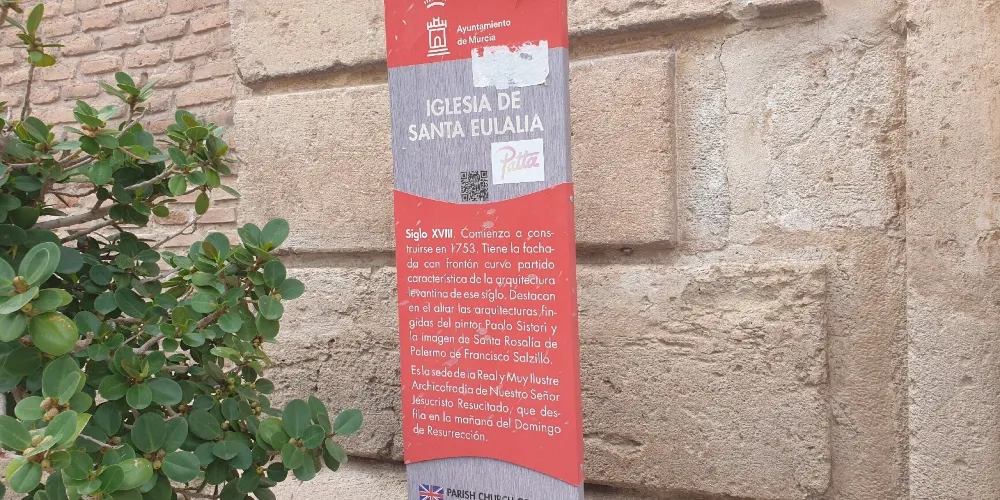 Ayuntamiento
de Murcia
IGLESIA DE
SANTA EULALIA
Patta
Siglo XVIII. Comienza a cons-
truirse en 1753. Tiene la facha-
da con frontón curvo partido
característica de la arquitectura
levantina de ese siglo. Destacan
en el altar las arquitecturas fin-
gidas del pintor Paolo Sistori y
la imagen de Santa Rosalía de
Palermo de Francisco Salzillo.
Es la sede de la Real y Muy Ilustre
Archicofradía de Nuestro Señor
Jesucristo Resucitado, que des-
fila en la mañana del Domingo
de Resurrección.
PARISH CHURCH